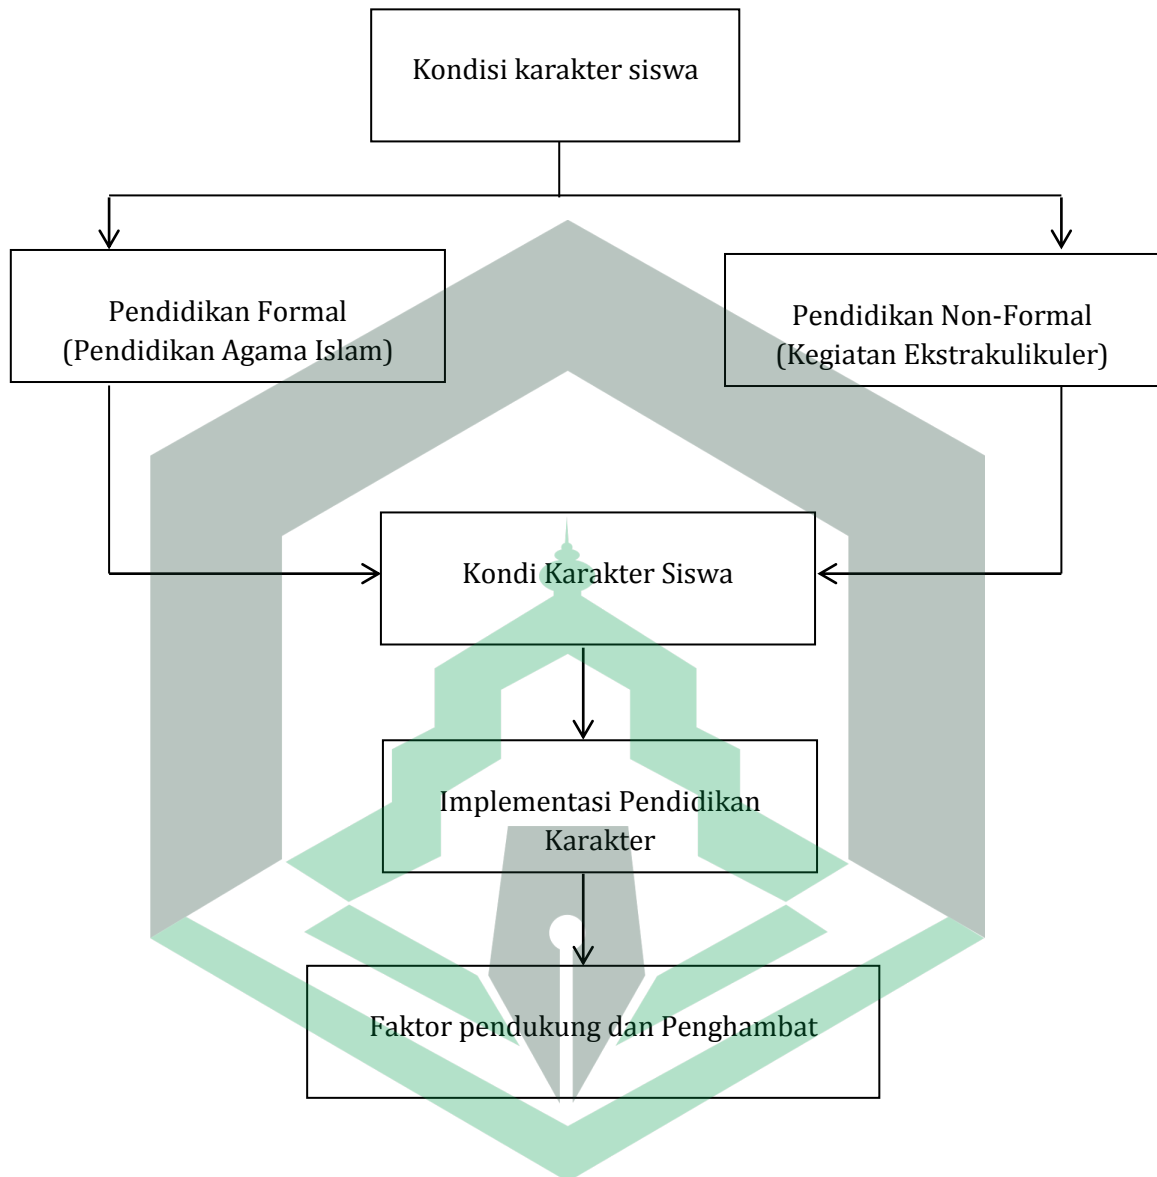 Kondisi karakter siswa
Pendidikan Formal
(Pendidikan Agama Islam)
Pendidikan Non-Formal
(Kegiatan Ekstrakulikuler)
Kondi Karakter Siswa
Implementasi Pendidikan
Karakter
Faktor pendukung dan Penghambat